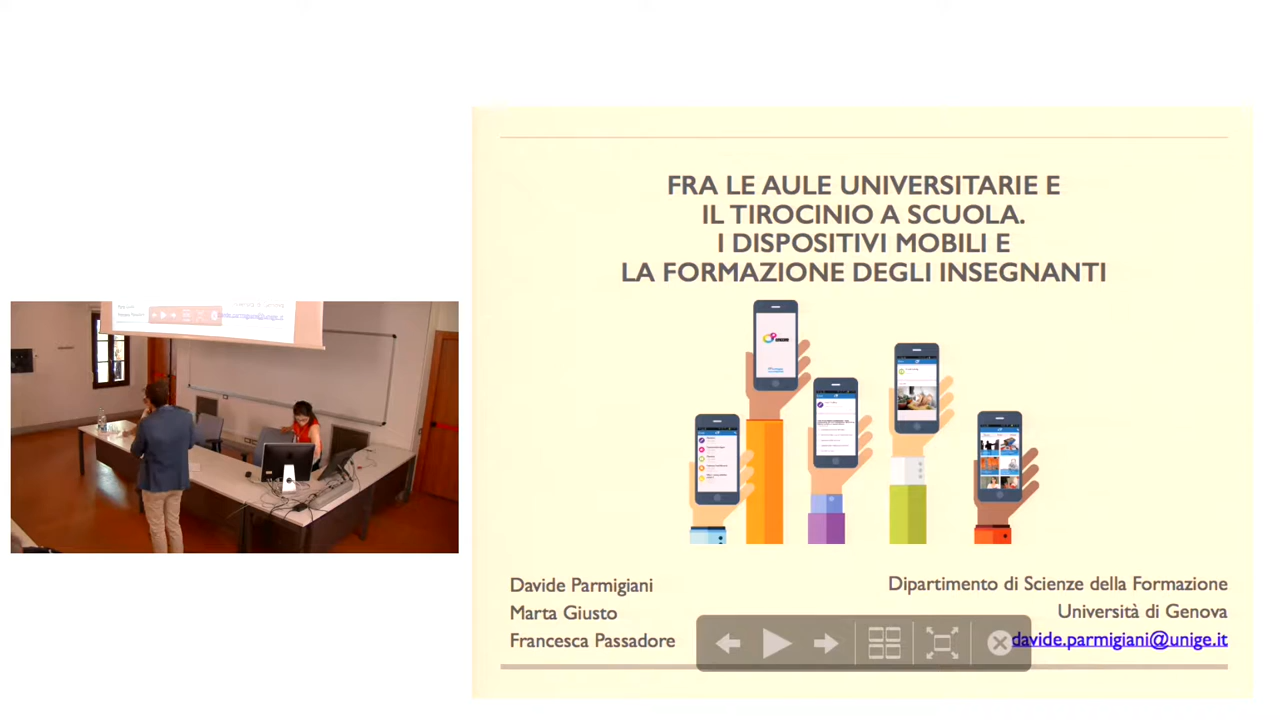 FRA LE AULE UNIVERSITARIE E
IL TIROCINIO A SCUOLA.
I DISPOSITIVI MOBILI E
LA FORMAZIONE DEGLI INSEGNANTI
Davide Parmigiani
Marta Giusto
Francesca Passadore
Dipartimento di Scienze della Formazione
Università di Genova
davide.parmigiani@unige.it